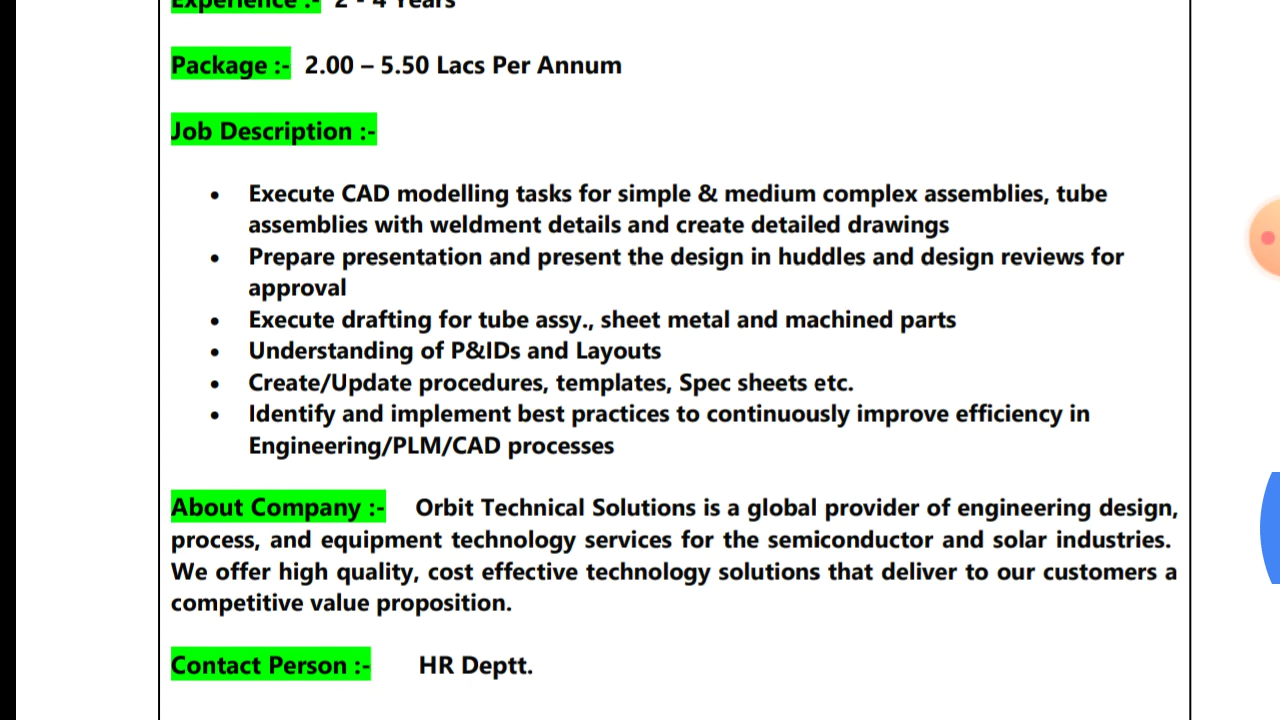 Experience :- 2 - 4 Years
Package :- 2.00 – 5.50 Lacs Per Annum
Job Description :-
• Execute CAD modelling tasks for simple & medium complex assemblies, tube
assemblies with weldment details and create detailed drawings
• Prepare presentation and present the design in huddles and design reviews for
approval
• Execute drafting for tube assy., sheet metal and machined parts
• Understanding of P&IDs and Layouts
• Create/Update procedures, templates, Spec sheets etc.
• Identify and implement best practices to continuously improve efficiency in
Engineering/PLM/CAD processes
About Company :- Orbit Technical Solutions is a global provider of engineering design,
process, and equipment technology services for the semiconductor and solar industries.
We offer high quality, cost effective technology solutions that deliver to our customers a
competitive value proposition.
Contact Person :- HR Deptt.